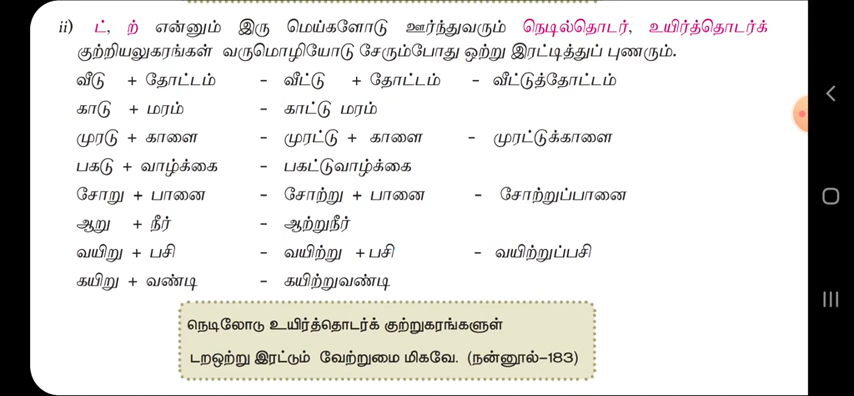 ii) ட், ற் என்னும் இரு மெய்களோடு ஊர்ந்துவரும் நெடில்தொடர், உயிர்த்தொடர்க்
குற்றியலுகரங்கள் வருமொழியோடு சேரும்போது ஒற்று இரட்டித்துப் புணரும்.
வீடு + தோட்டம் - வீட்டு + தோட்டம் - வீட்டுத்தோட்டம்
காடு + மரம் - காட்டு மரம்
முரடு + காளை - முரட்டு + காளை - முரட்டுக்காளை
பகடு + வாழ்க்கை - பகட்டுவாழ்க்கை
சோறு + பானை - சோற்று + பானை - சோற்றுப்பானை
ஆறு + நீர் - ஆற்றுநீர்
வயிறு + பசி - வயிற்று +பசி - வயிற்றுப்பசி
கயிறு + வண்டி - கயிற்றுவண்டி
நெடிலோடு உயிர்த்தொடர்க் குற்றுகரங்களுள்
டறஒற்று இரட்டும் வேற்றுமை மிகவே. (நன்னூல்-183)